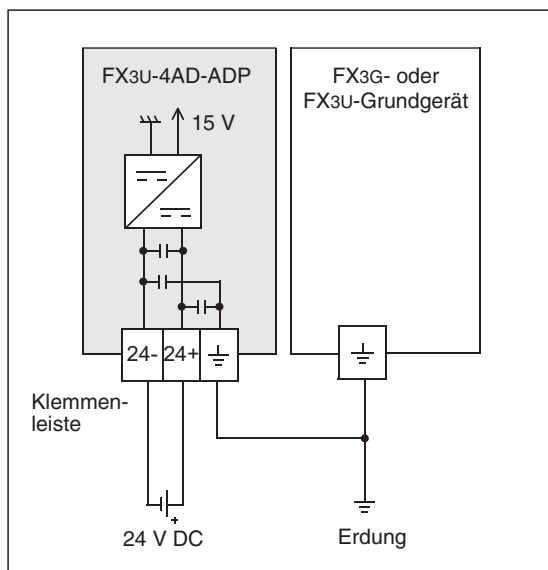 FX3U-4AD-ADP
FX3G- oder
FX3U-Grundgerät
15 V
24-
24+
Klemmen-
leiste
+
24 V DC
Erdung